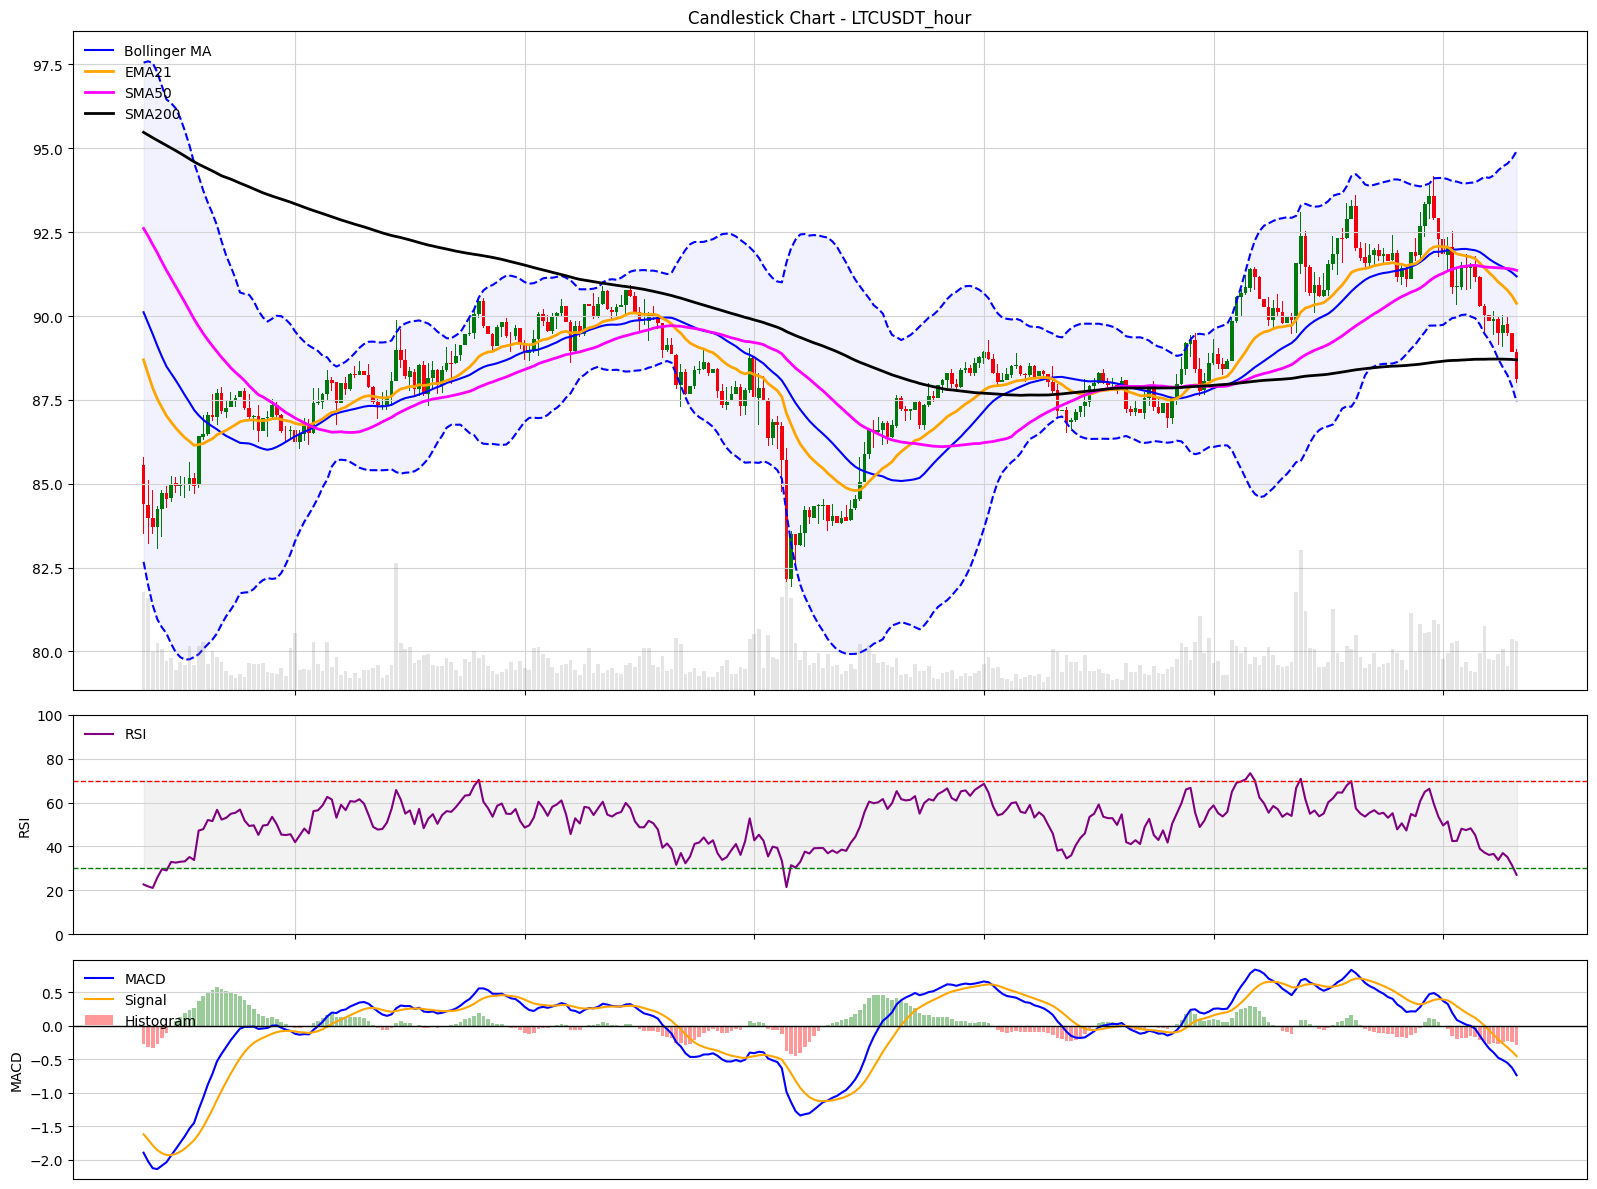 Candlestick Chart - LTCUSDT_hour
Bollinger MA
EMA21
SMA50
SMA200
97.5
95.0
92.5
90.0
87.5
85.0
82.5
80.0
RSI
100
80
60
40
20
0
RSI
MACD
Signal
Histogram
0.5
0.0
−0.5
−1.0
−1.5
−2.0
MACD